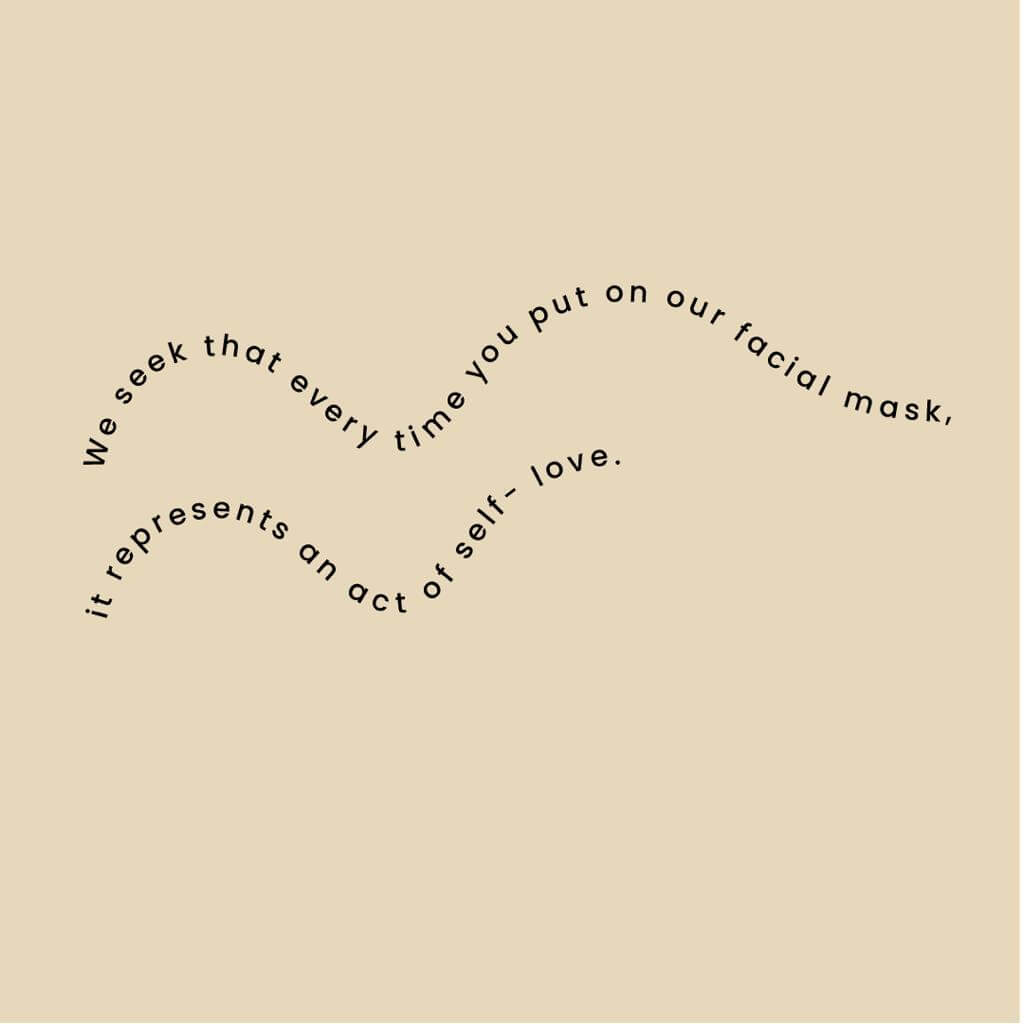 We seek that every time you put on our facial mask,
it represents an act of self- love.